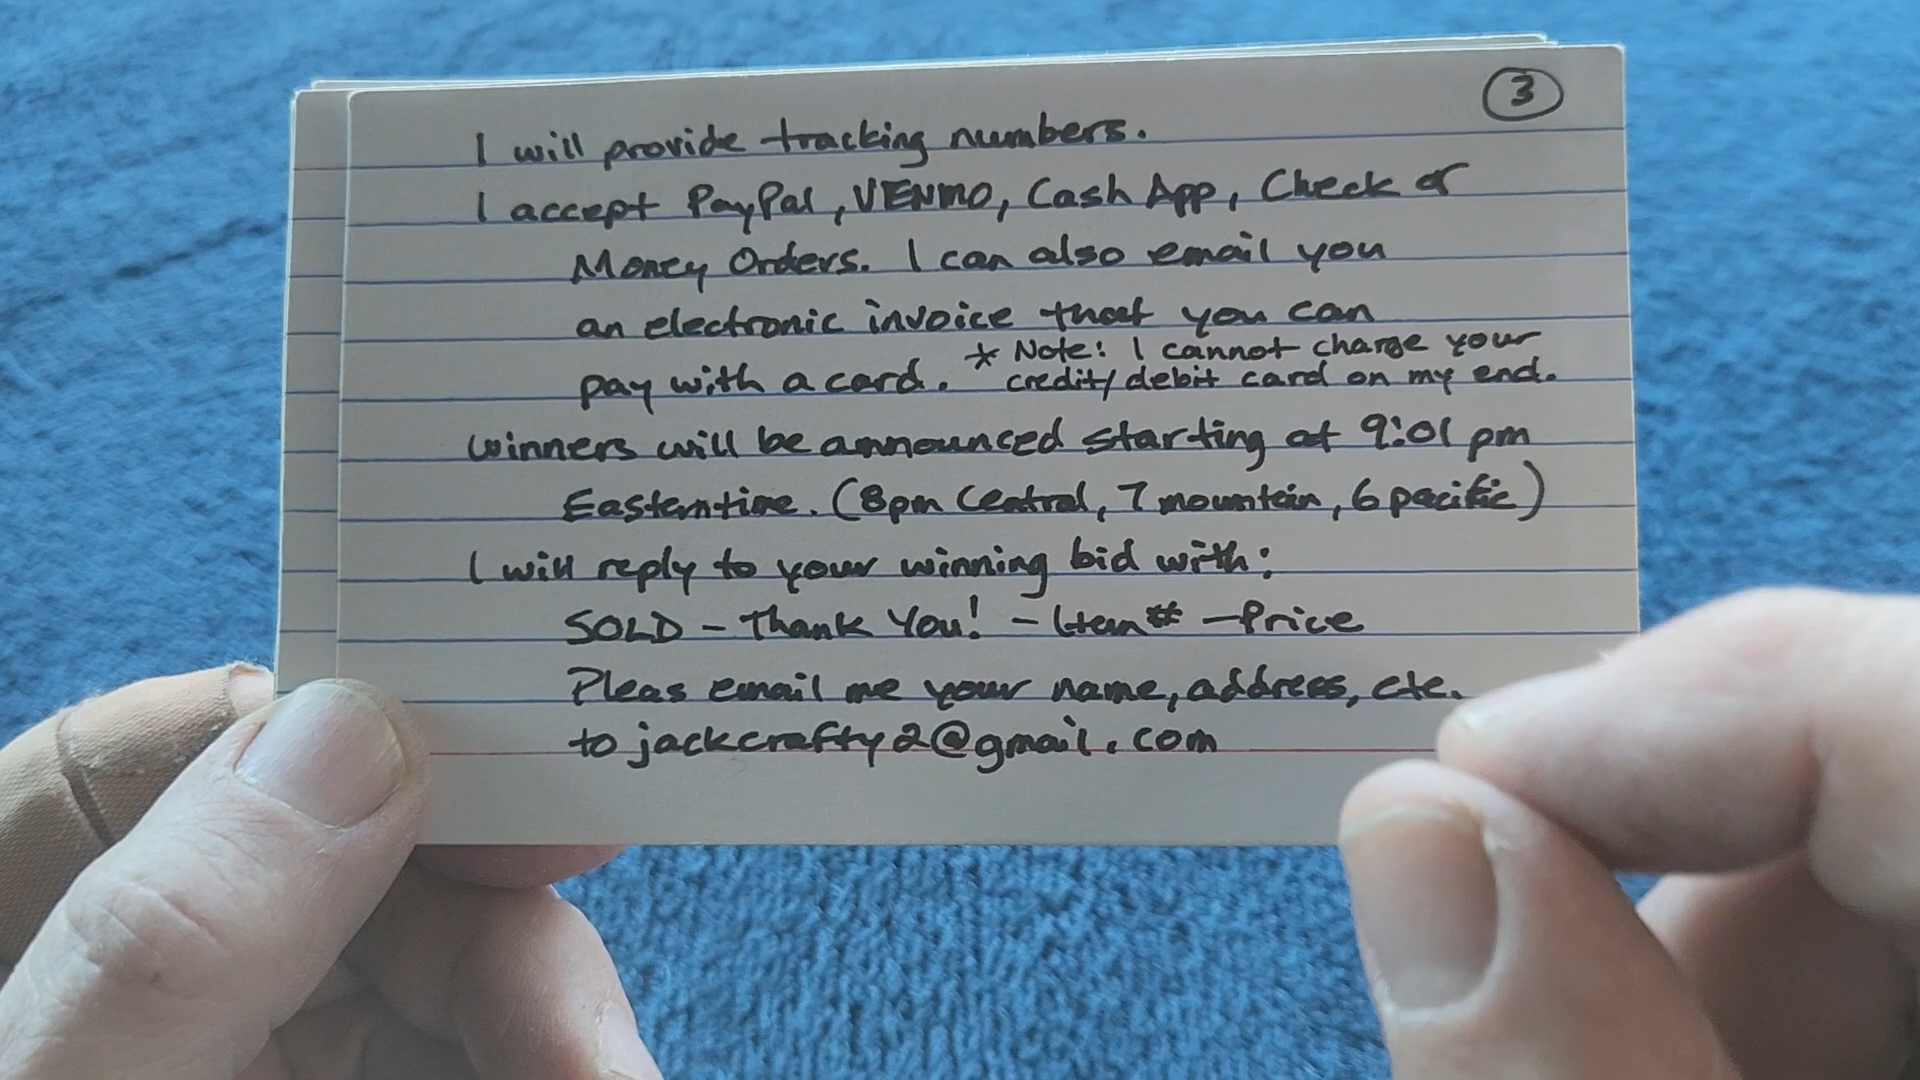 3
I will provide tracking numbers.
I accept PayPal, VENMO, Cash App, Check or
Money Orders. I can also email you
an electronic invoice that you can
pay with a card. * Note: I cannot charge your
credit/debit card on my end.
Winners will be announced starting at 9:01 pm
Eastern time. (8pm Central, 7 mountain, 6 pacific)
I will reply to your winning bid with:
SOLD - Thank You! - Item# - Price
Pleas email me your name, address, etc.
to jackcrafty2@gmail.com